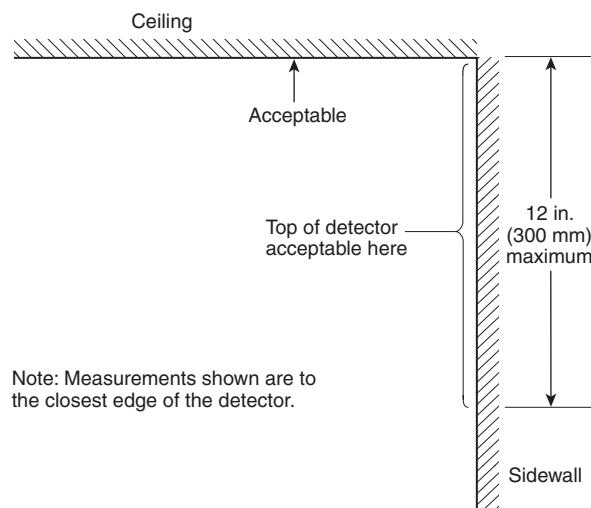 Ceiling
Acceptable
Top of detector
acceptable here
12 in.
(300 mm)
maximum
Note: Measurements shown are to
the closest edge of the detector.
Sidewall